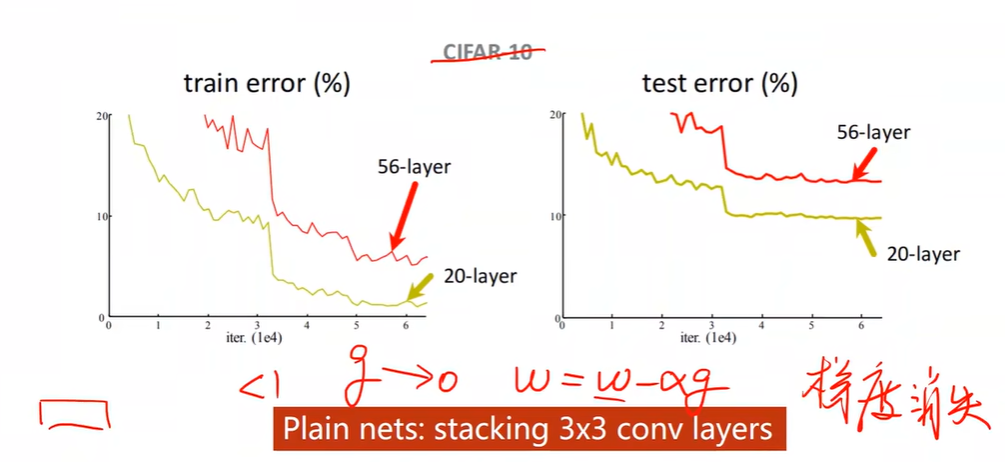 CIFAR-10
train error (%)
test error (%)
20
10
0
0 1 2 3 4 5 6
iter. (1e4)
56-layer
20-layer
20
10
0
0 1 2 3 4 5 6
iter. (1e4)
56-layer
20-layer
<1 g→0 w=w-αg 梯度消失
Plain nets: stacking 3x3 conv layers